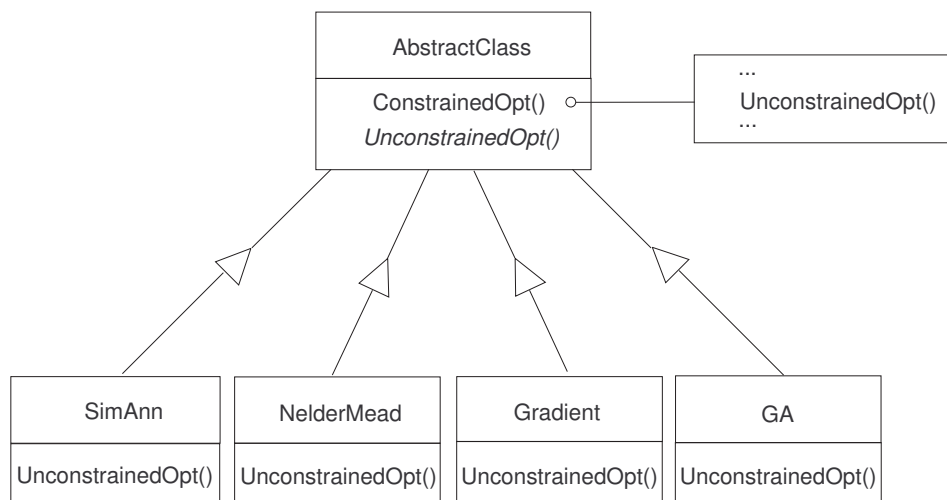 AbstractClass
ConstrainedOpt()
UnconstrainedOpt()
...
UnconstrainedOpt()
...
SimAnn
UnconstrainedOpt()
NelderMead
UnconstrainedOpt()
Gradient
UnconstrainedOpt()
GA
UnconstrainedOpt()